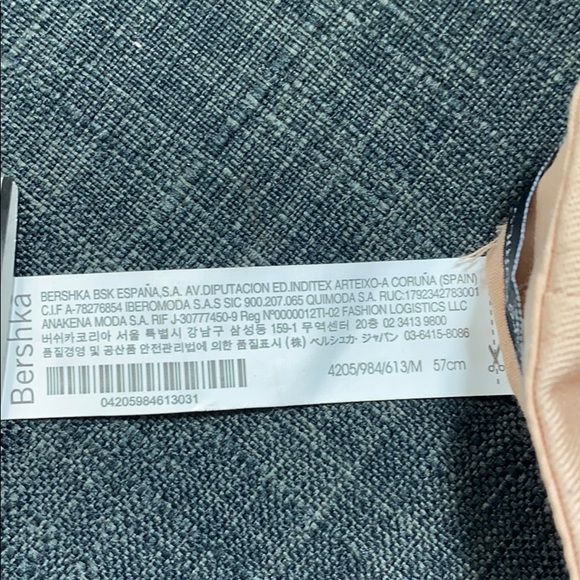 Bershka
BERSHKA BSK ESPAÑA,S.A. AV.DIPUTACION ED.INDITEX ARTEIXO-A CORUÑA (SPAIN)
C.I.F A-78276854 IBEROMODA S.A.S SIC 900.207.065 QUIMODA S.A. RUC:1792342783001
ANAKENA MODA S.A. RIF J-30777450-9 Reg Nº0000012TI-02 FASHION LOGISTICS LLC
버쉬카코리아 서울 특별시 강남구 삼성동 159-1 무역센터 20층 02 3413 9800
품질경영 및 공산품 안전관리법에 의한 품질표시 (株) ベルシュカ ジャパン 03-6415-8086
4205/984/613/M 57cm
04205984613031